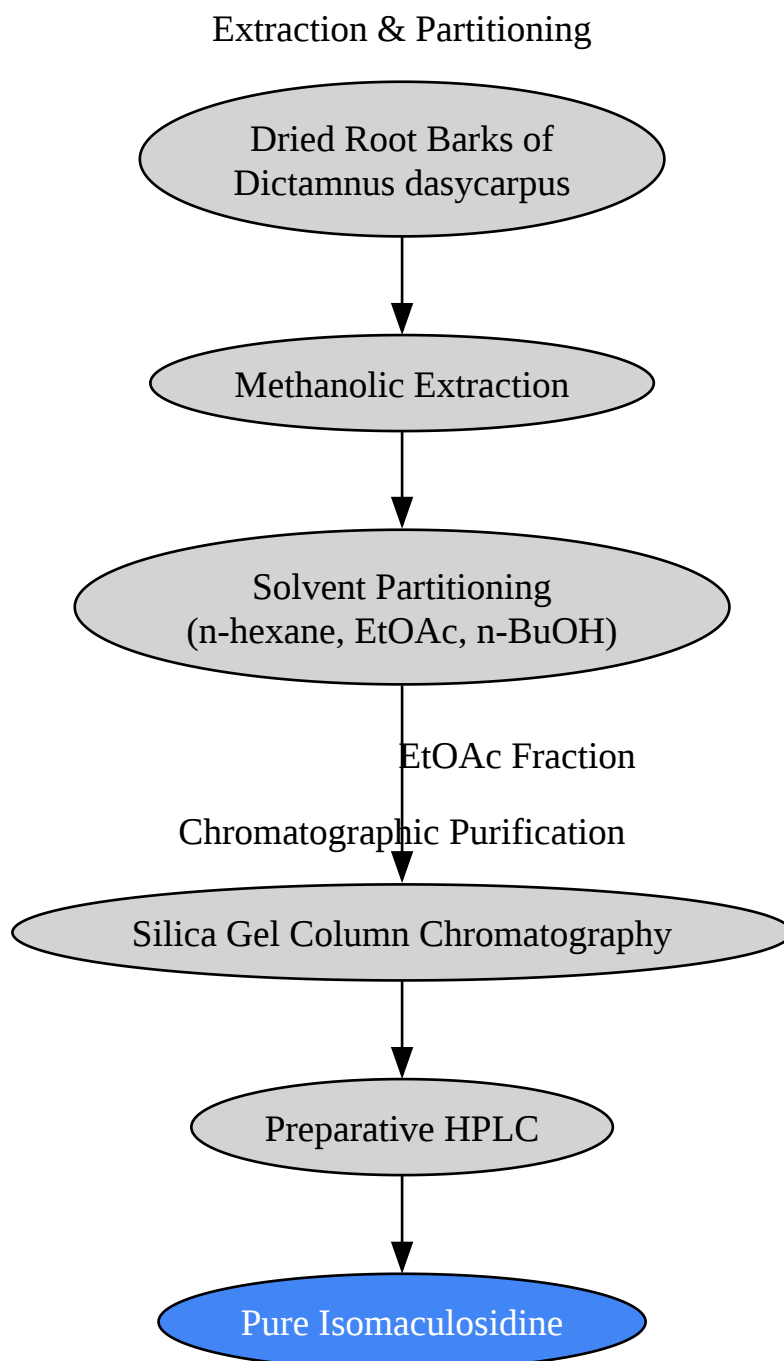 Extraction & Partitioning
Dried Root Barks of
Dictamnus dasycarpus
Methanolic Extraction
Solvent Partitioning
(n-hexane, EtOAc, n-BuOH)
EtOAc Fraction
Chromatographic Purification
Silica Gel Column Chromatography
Preparative HPLC
Pure Isomaculosidine